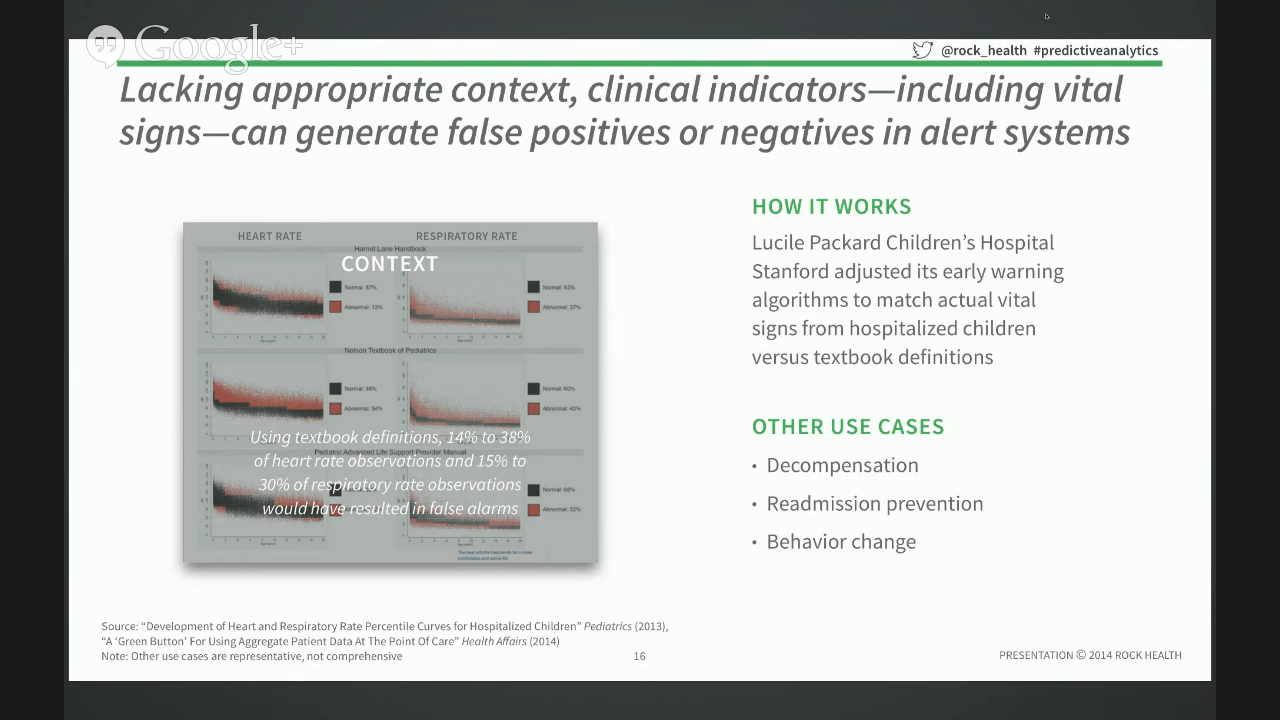 Google+
@rock_health #predictiveanalytics
Lacking appropriate context, clinical indicators—including vital
signs—can generate false positives or negatives in alert systems
HEART RATE
RESPIRATORY RATE
Harriet Lane Handbook
CONTEXT
Normal: 87%
Abnormal: 13%
Normal: 63%
Abnormal: 37%
Nelson Textbook of Pediatrics
Normal: 46%
Abnormal: 54%
Normal: 60%
Abnormal: 40%
Using textbook definitions, 14% to 38%
Pediatric Advanced Life Support Provider Manual
of heart rate observations and 15% to
30% of respiratory rate observations
would have resulted in false alarms
Normal: 68%
Abnormal: 32%
HOW IT WORKS
Lucile Packard Children’s Hospital
Stanford adjusted its early warning
algorithms to match actual vital
signs from hospitalized children
versus textbook definitions
OTHER USE CASES
• Decompensation
• Readmission prevention
• Behavior change
Source: “Development of Heart and Respiratory Rate Percentile Curves for Hospitalized Children” Pediatrics (2013),
“A ‘Green Button’ For Using Aggregate Patient Data At The Point Of Care” Health Affairs (2014)
Note: Other use cases are representative, not comprehensive
16
PRESENTATION © 2014 ROCK HEALTH